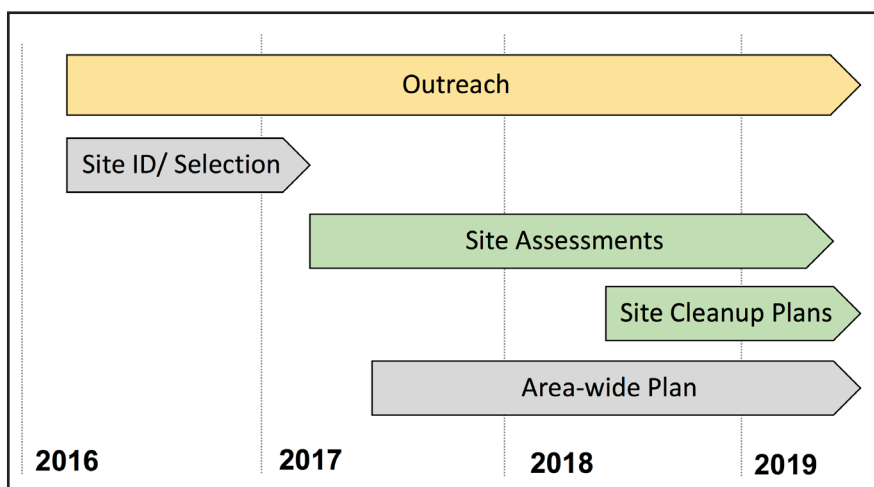 Outreach
Site ID/ Selection
Site Assessments
Site Cleanup Plans
Area-wide Plan
2016 2017 2018 2019